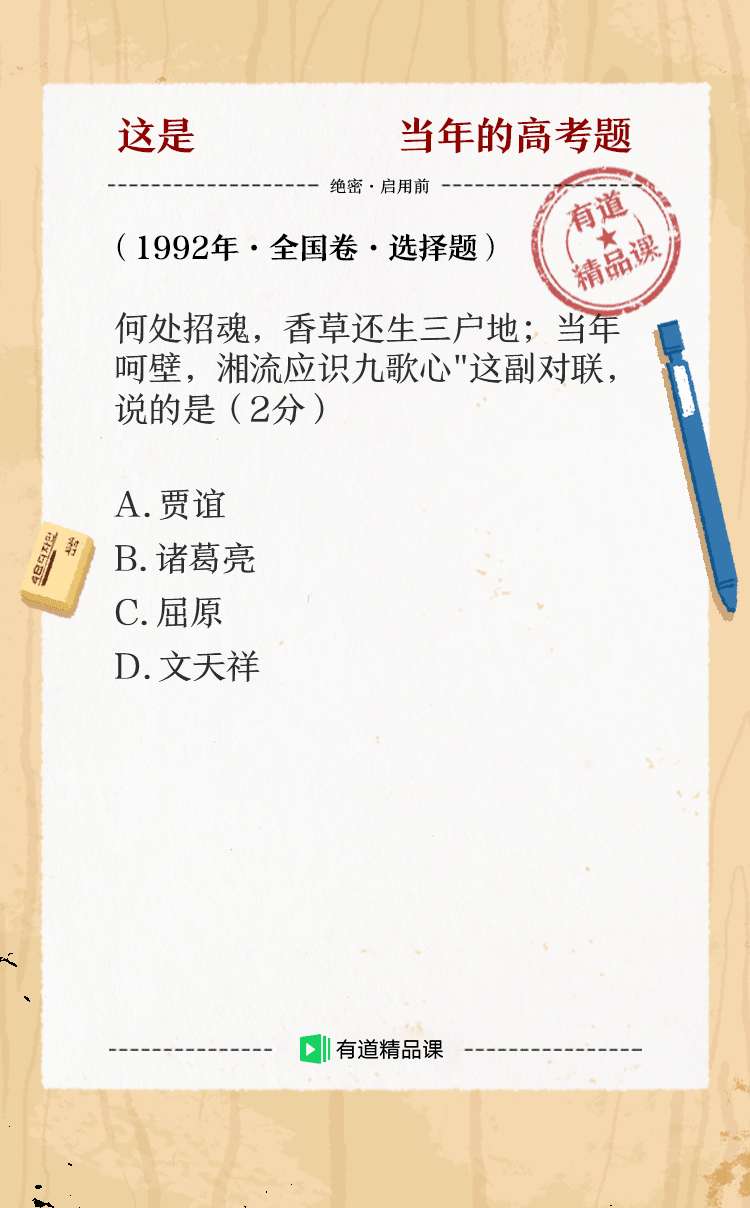 这是 当年的高考题
绝密·启用前
有道
精品课
（1992年·全国卷·选择题）
何处招魂，香草还生三户地；当年
呵壁，湘流应识九歌心"这副对联，
说的是（2分）
A. 贾谊
B. 诸葛亮
C. 屈原
D. 文天祥
有道精品课